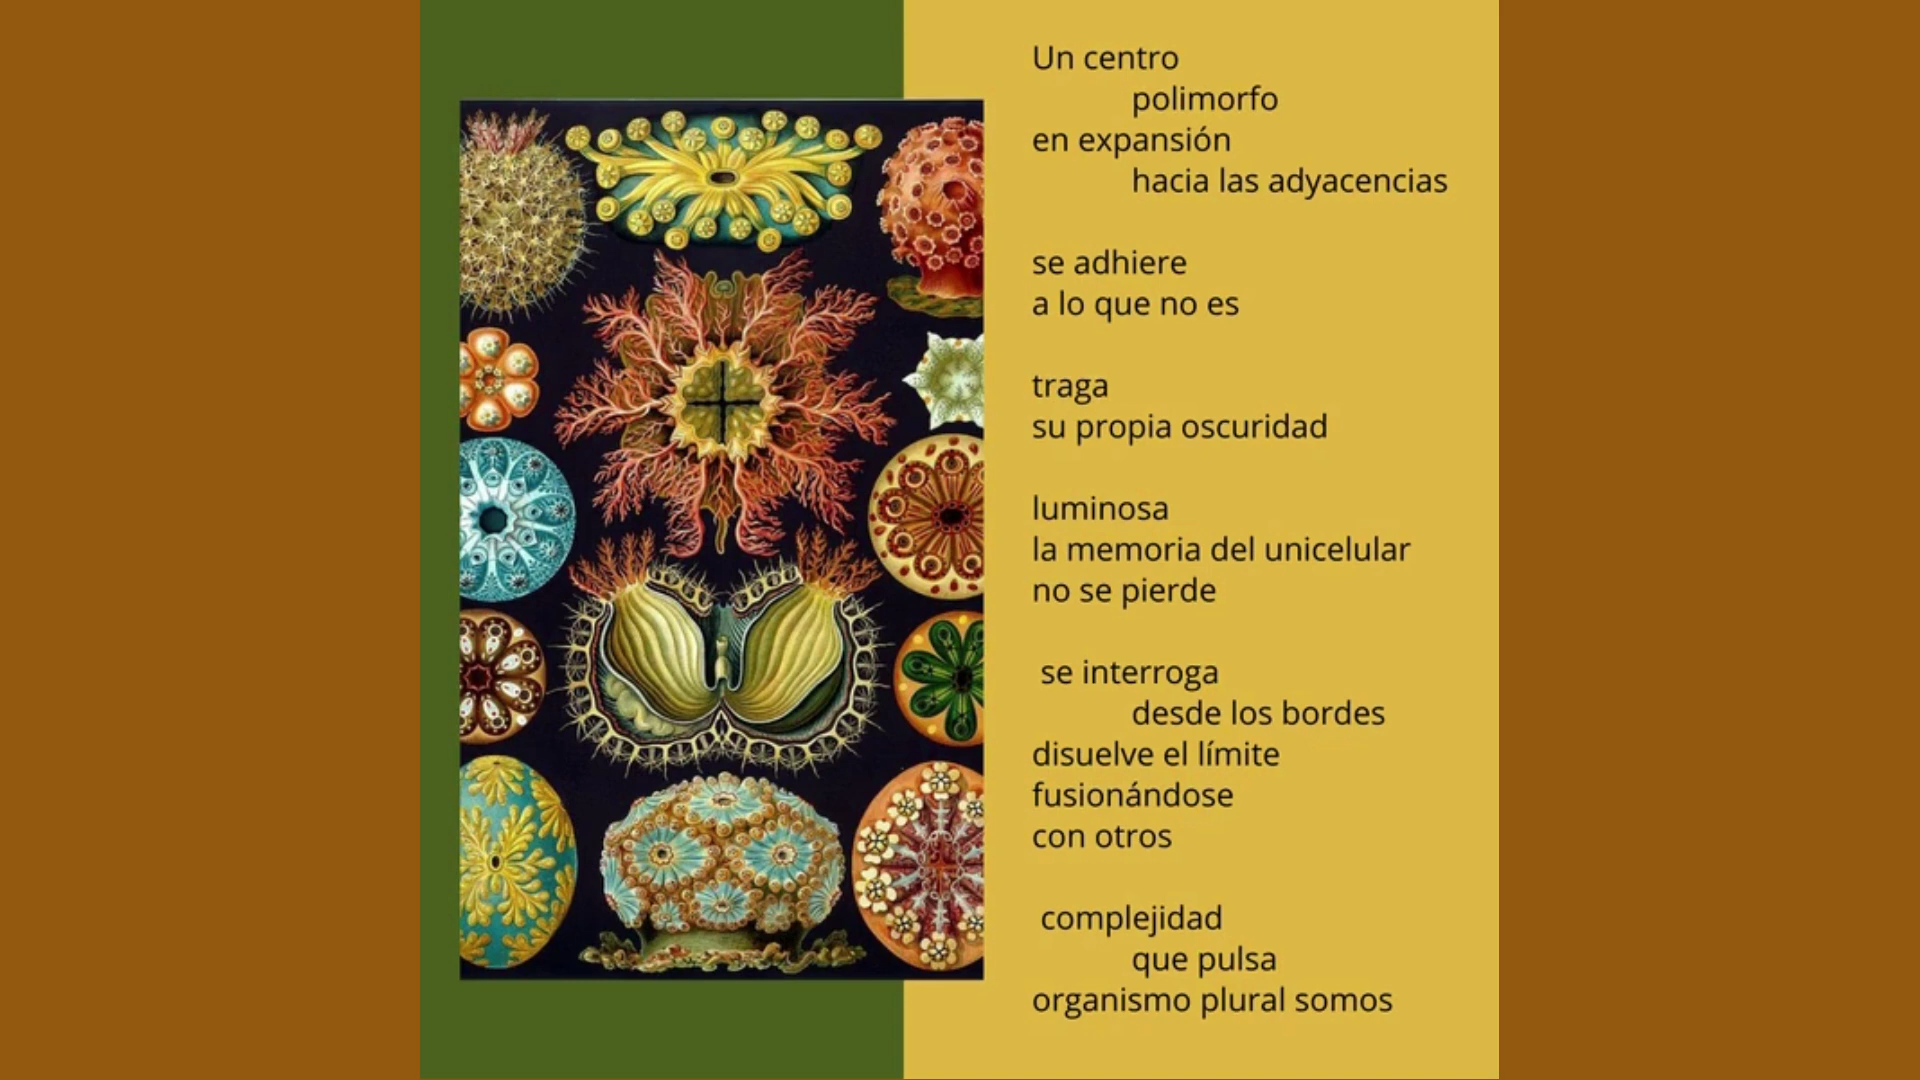 Un centro
polimorfo
en expansión
hacia las adyacencias
se adhiere
a lo que no es
traga
su propia oscuridad
luminosa
la memoria del unicelular
no se pierde
se interroga
desde los bordes
disuelve el límite
fusionándose
con otros
complejidad
que pulsa
organismo plural somos